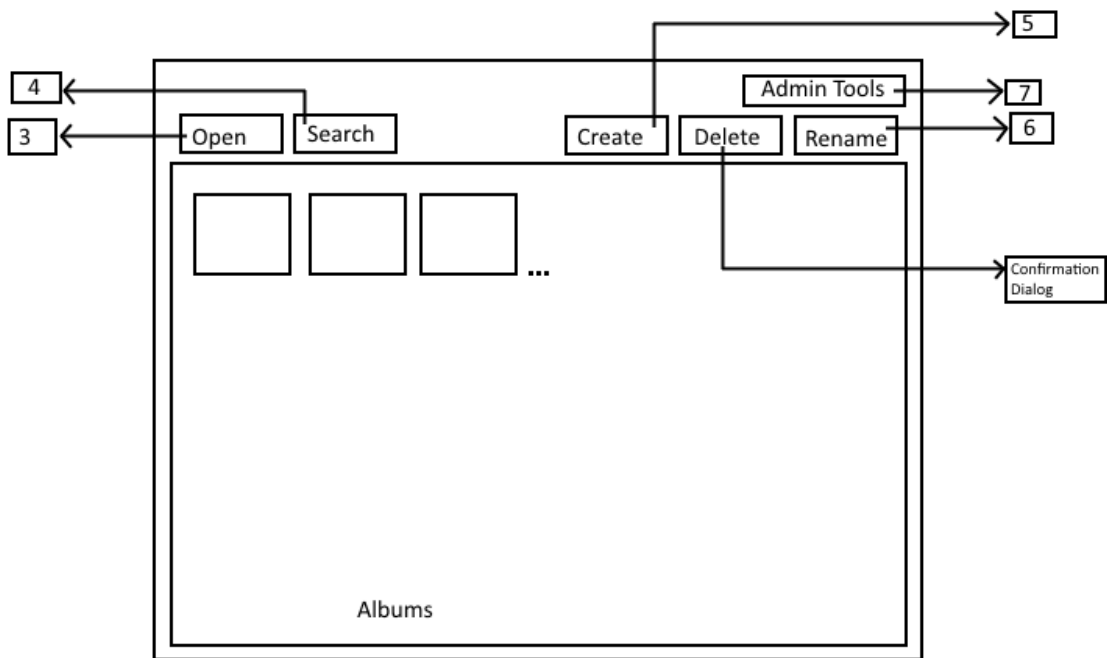 5
4
Admin Tools
7
3
Open
Search
Create
Delete
Rename
6
...
Confirmation
Dialog
Albums